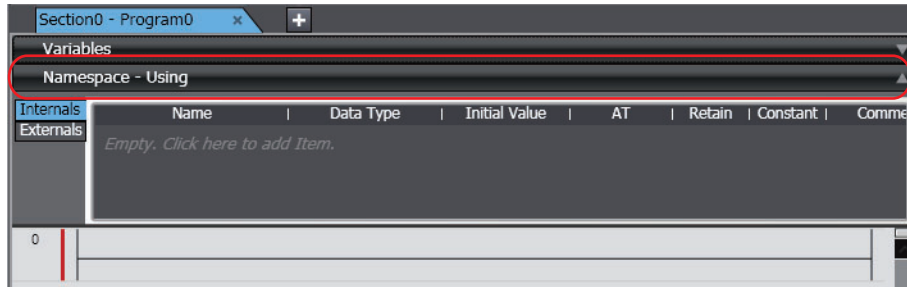 Section0 - Program0 × +
Variables
Namespace - Using
Internals Name Data Type Initial Value AT Retain Constant Comme
Externals
Empty. Click here to add Item.
0